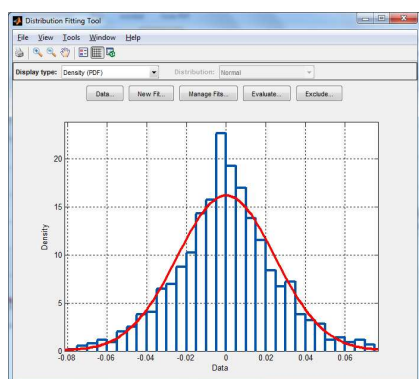 Distribution Fitting Tool
File View Tools Window Help
Display type: Density (PDF) Distribution: Normal
Data... New Fit... Manage Fits... Evaluate... Exclude...
20
15
10
5
0
Density
-0.08 -0.06 -0.04 -0.02 0 0.02 0.04 0.06
Data